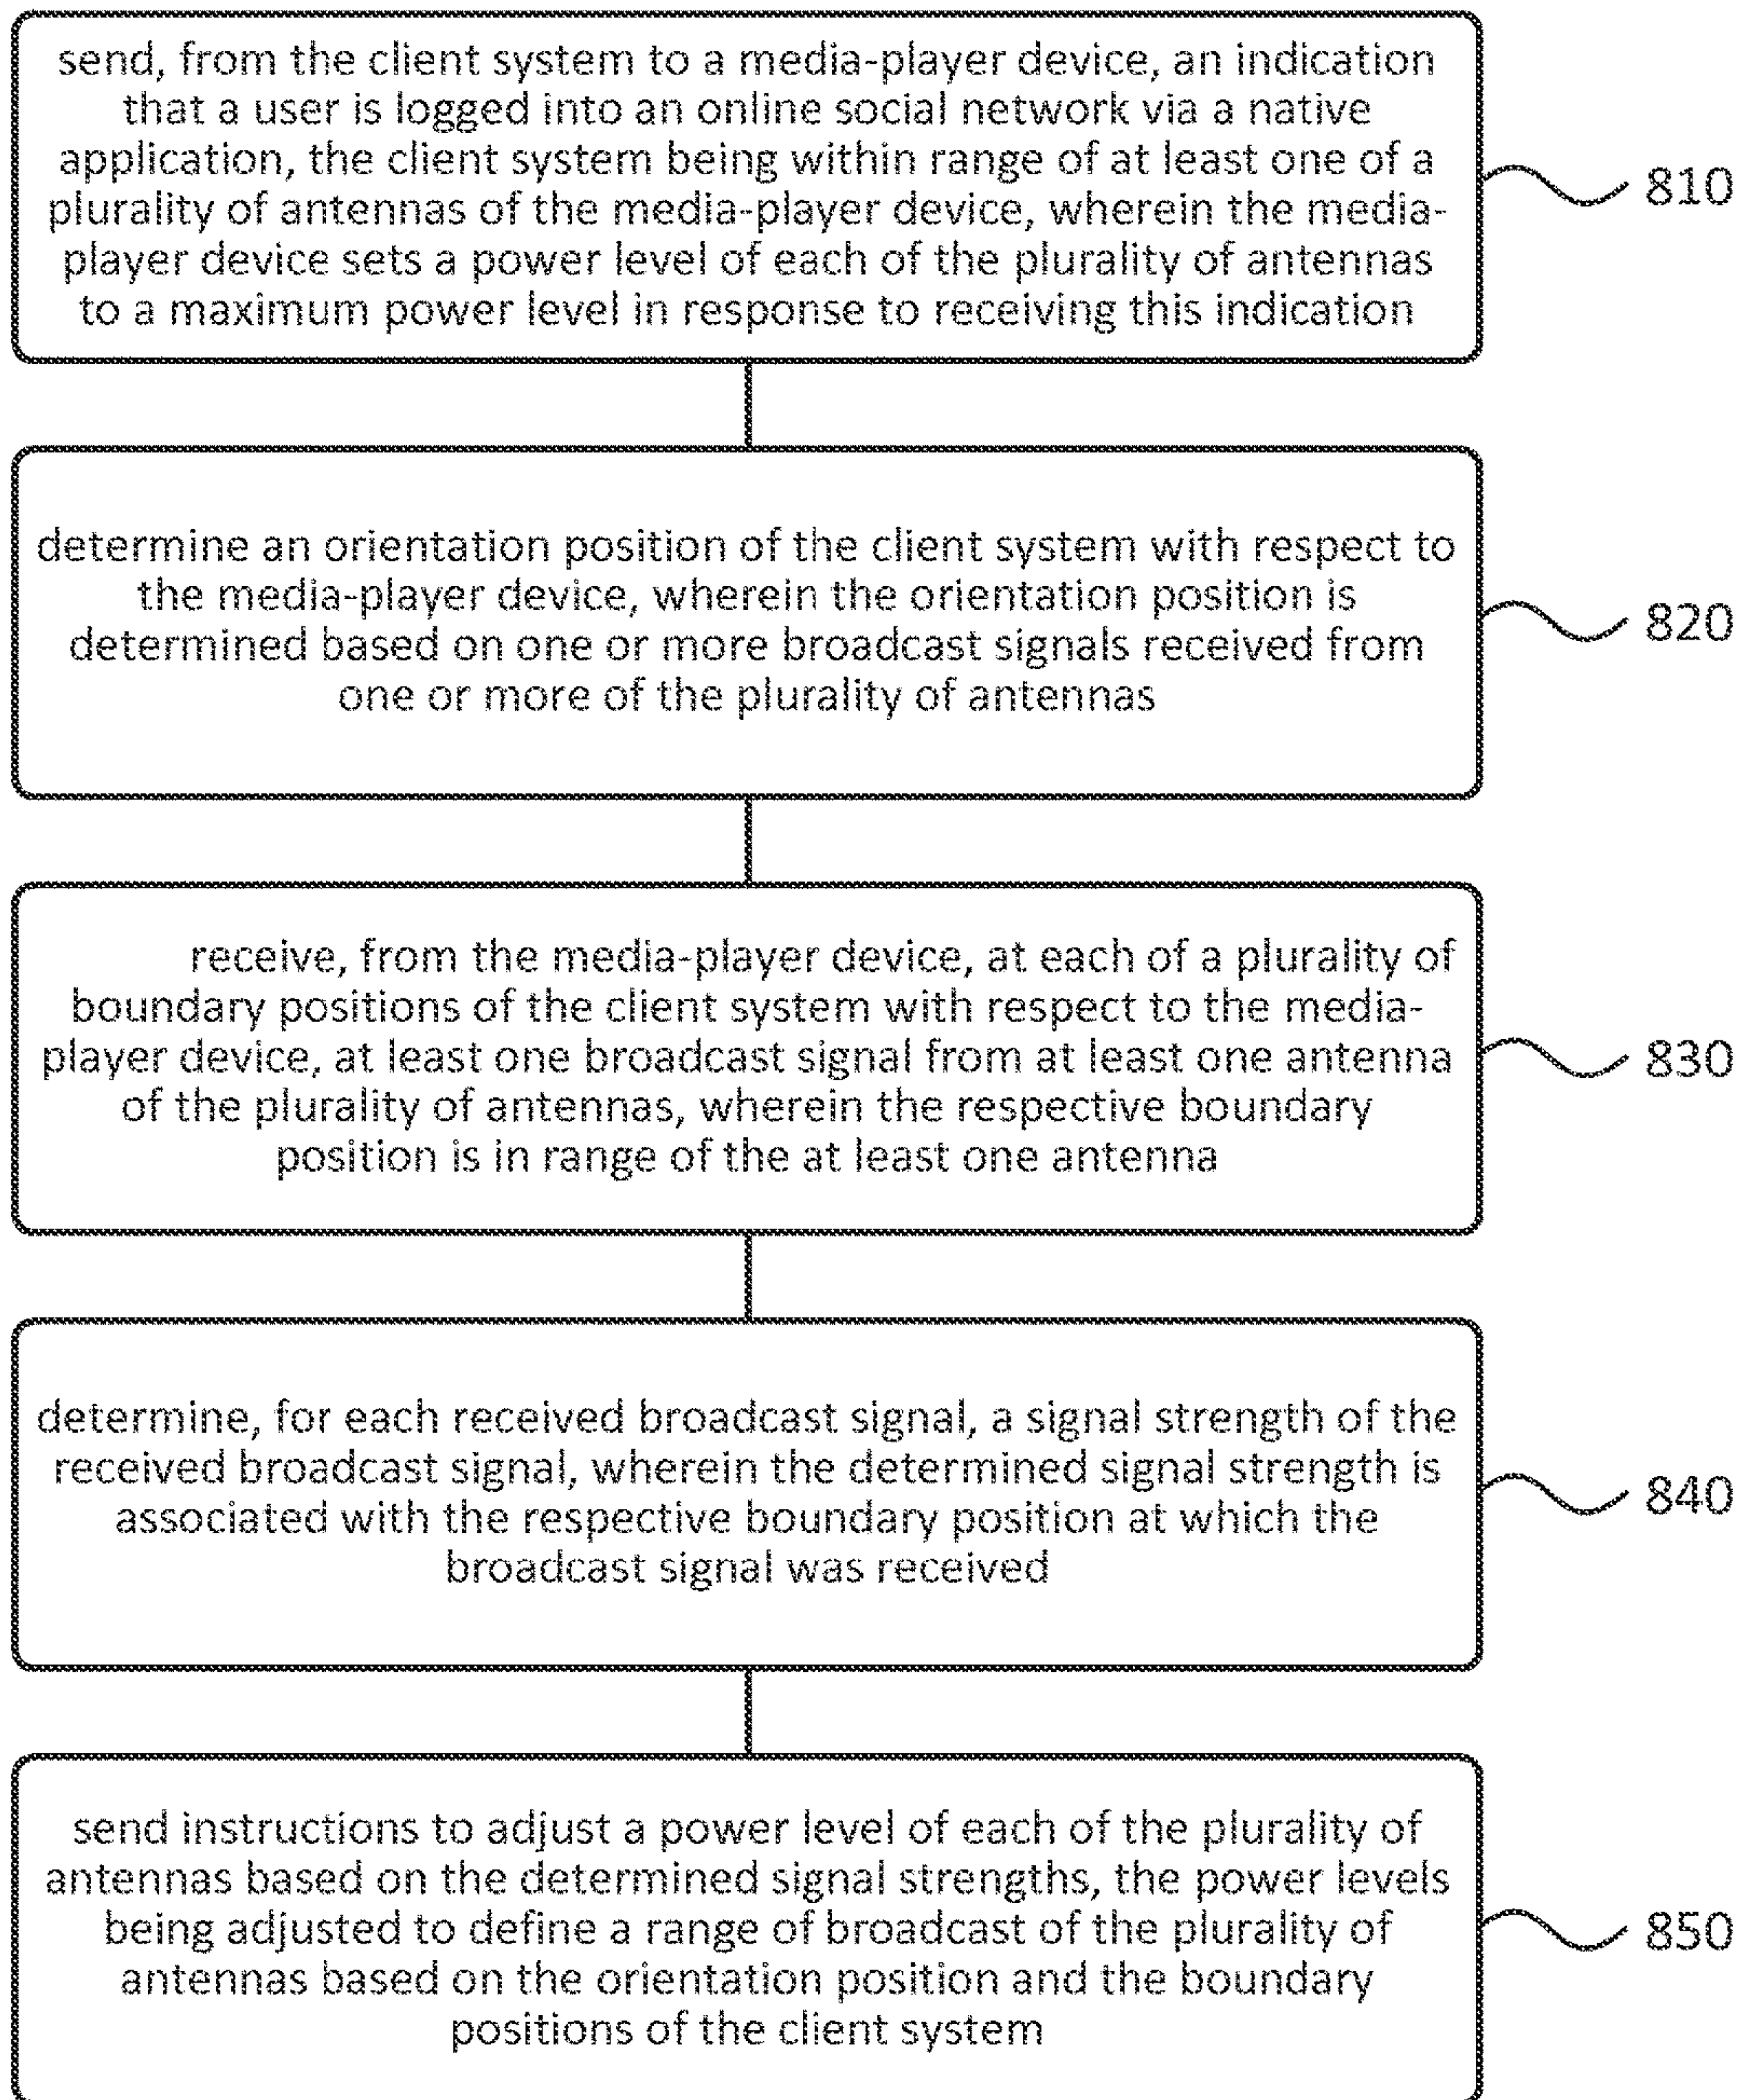 send, from the client system to a media-player device, an indication
that a user is logged into an online social network via a native
application, the client system being within range of at least one of a
plurality of antennas of the media-player device, wherein the media-
player device sets a power level of each of the plurality of antennas
to a maximum power level in response to receiving this indication
810
determine an orientation position of the client system with respect to
the media-player device, wherein the orientation position is
determined based on one or more broadcast signals received from
one or more of the plurality of antennas
820
receive, from the media-player device, at each of a plurality of
boundary positions of the client system with respect to the media-
player device, at least one broadcast signal from at least one antenna
of the plurality of antennas, wherein the respective boundary
position is in range of the at least one antenna
830
determine, for each received broadcast signal, a signal strength of the
received broadcast signal, wherein the determined signal strength is
associated with the respective boundary position at which the
broadcast signal was received
840
send instructions to adjust a power level of each of the plurality of
antennas based on the determined signal strengths, the power levels
being adjusted to define a range of broadcast of the plurality of
antennas based on the orientation position and the boundary
positions of the client system
850